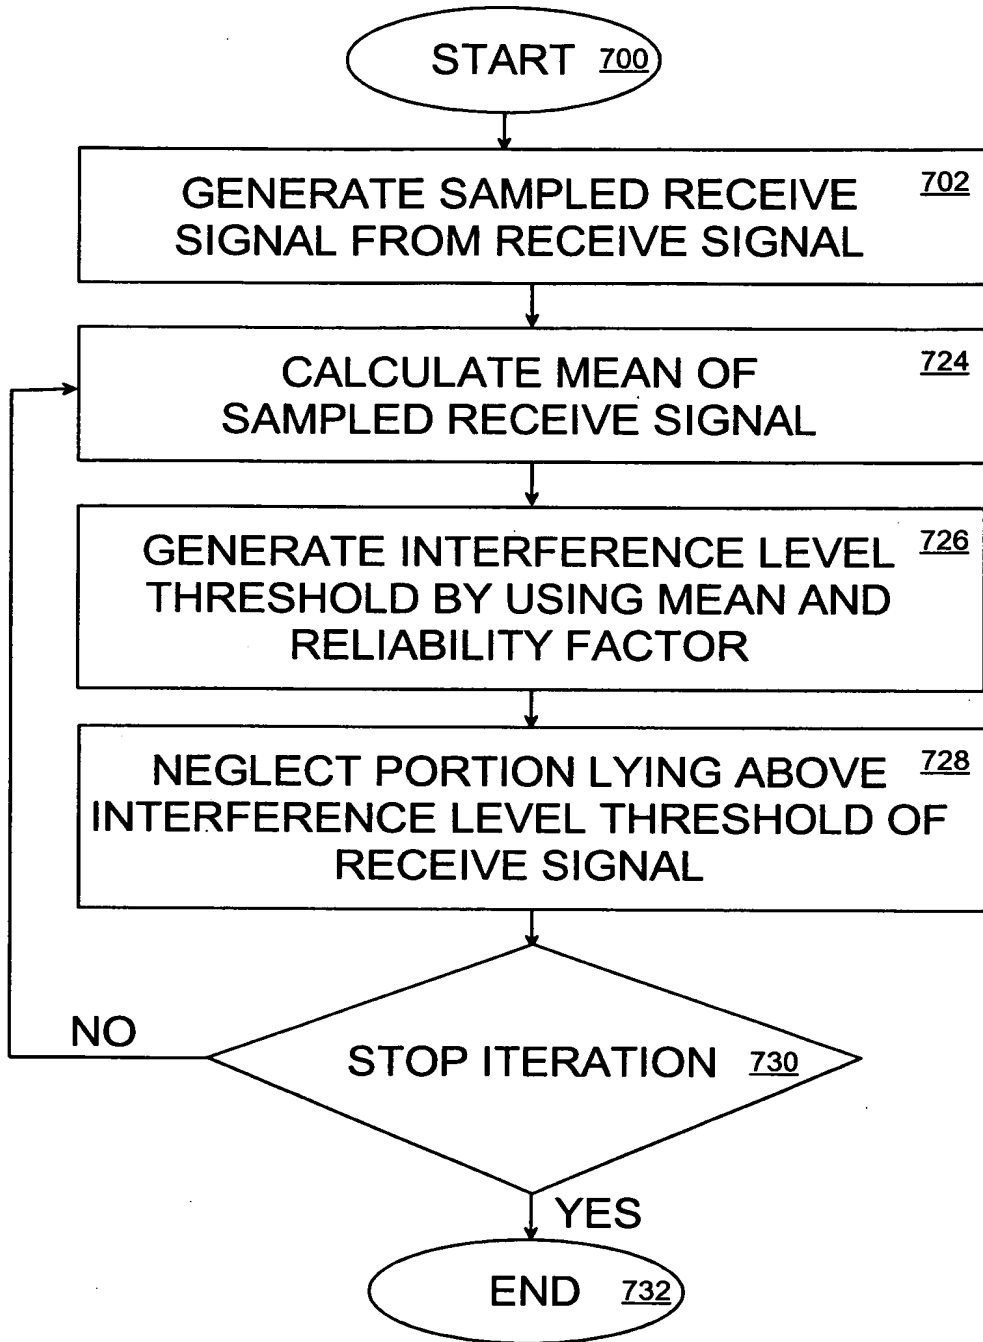 START 700
GENERATE SAMPLED RECEIVE 702
SIGNAL FROM RECEIVE SIGNAL
CALCULATE MEAN OF 724
SAMPLED RECEIVE SIGNAL
GENERATE INTERFERENCE LEVEL 726
THRESHOLD BY USING MEAN AND
RELIABILITY FACTOR
NEGLECT PORTION LYING ABOVE 728
INTERFERENCE LEVEL THRESHOLD OF
RECEIVE SIGNAL
NO
STOP ITERATION 730
YES
END 732